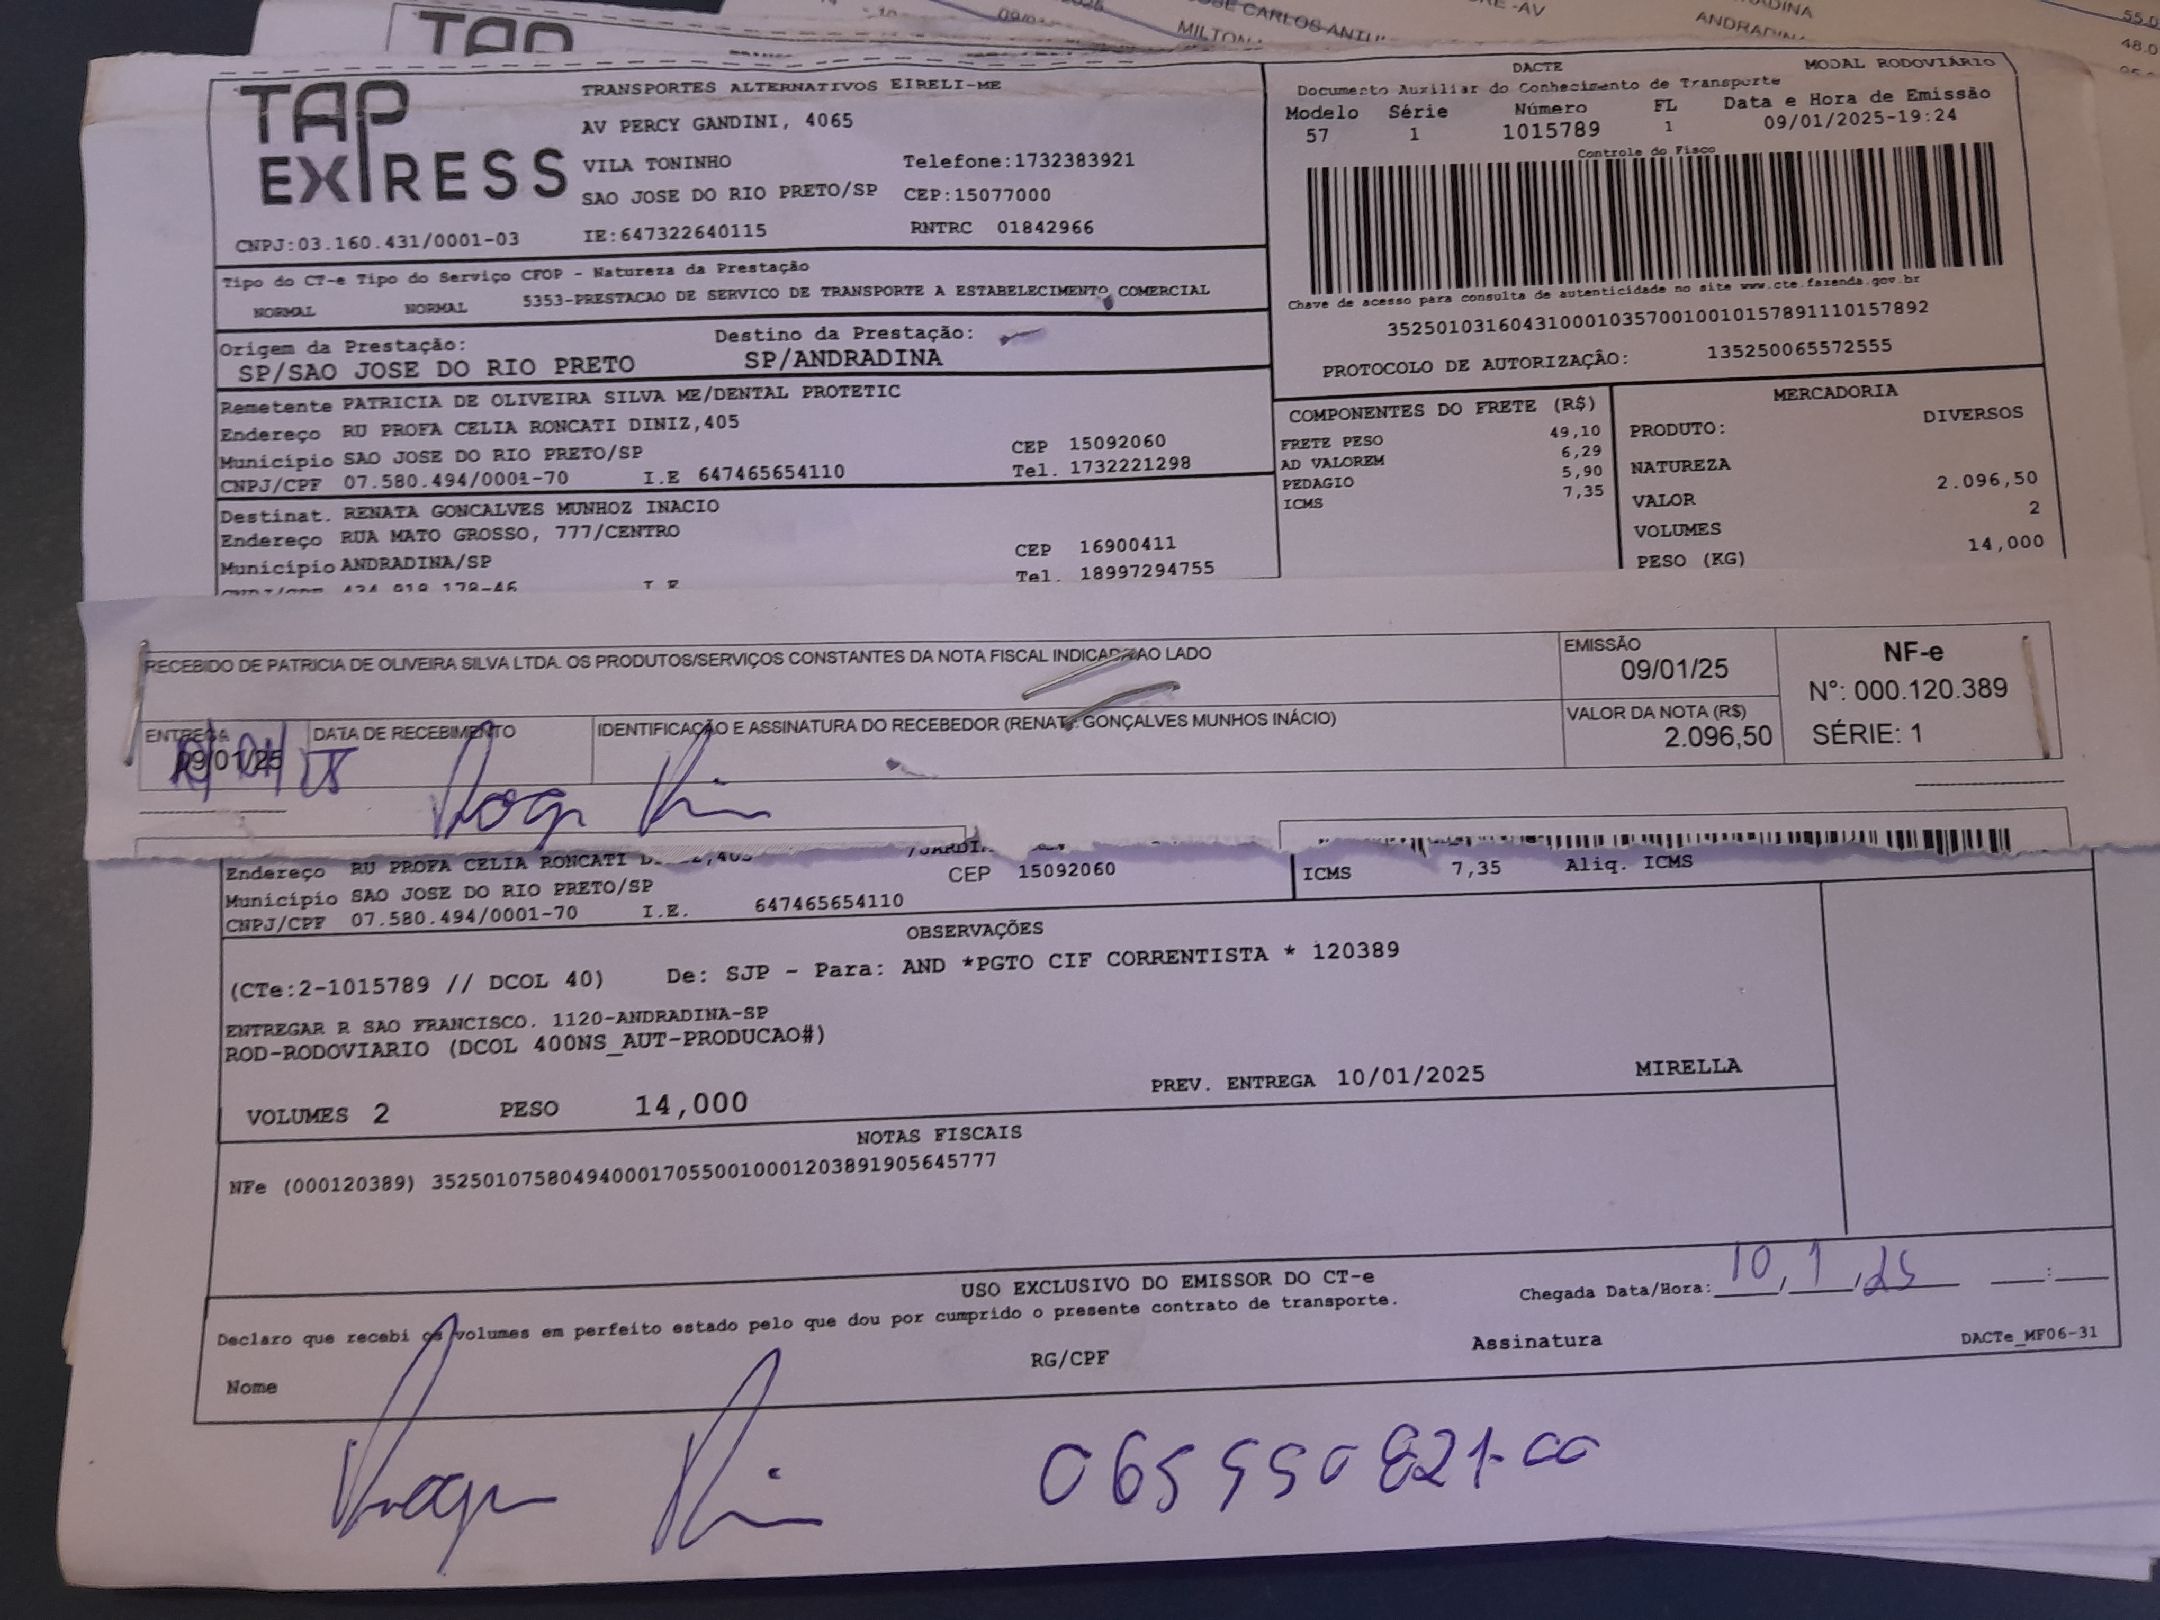 TAP
JOSE CARLOS
MILTON
ANDRADINA
TAP EXPRESS
TRANSPORTES ALTERNATIVOS EIRELI-ME
AV PERCY GANDINI, 4065
VILA TONINHO Telefone:1732383921
SAO JOSE DO RIO PRETO/SP CEP:15077000
CNPJ:03.160.431/0001-03 IE:647322640115 RNTRC 01842966
DACTE MODAL RODOVIÁRIO
Documento Auxiliar do Conhecimento de Transporte
Modelo Série Número FL Data e Hora de Emissão
57 1 1015789 1 09/01/2025-19:24
Controle do Fisco
Chave de acesso para consulta de autenticidade no site www.cte.fazenda.gov.br
35250103160431000103570010010157891110157892
PROTOCOLO DE AUTORIZAÇÃO: 135250065572555
Tipo do CT-e Tipo do Serviço CFOP - Natureza da Prestação
NORMAL NORMAL 5353-PRESTACAO DE SERVICO DE TRANSPORTE A ESTABELECIMENTO COMERCIAL
Origem da Prestação: Destino da Prestação:
SP/SAO JOSE DO RIO PRETO SP/ANDRADINA
Remetente PATRICIA DE OLIVEIRA SILVA ME/DENTAL PROTETIC
Endereço RU PROFA CELIA RONCATI DINIZ,405
Município SAO JOSE DO RIO PRETO/SP CEP 15092060
CNPJ/CPF 07.580.494/0001-70 I.E 647465654110 Tel. 1732221298
Destinat. RENATA GONCALVES MUNHOZ INACIO
Endereço RUA MATO GROSSO, 777/CENTRO
Município ANDRADINA/SP CEP 16900411
Tel. 18997294755
COMPONENTES DO FRETE (R$)
FRETE PESO 49,10
AD VALOREM 6,29
PEDAGIO 5,90
ICMS 7,35
MERCADORIA
PRODUTO: DIVERSOS
NATUREZA
VALOR 2.096,50
VOLUMES 2
PESO (KG) 14,000
RECEBIDO DE PATRICIA DE OLIVEIRA SILVA LTDA. OS PRODUTOS/SERVIÇOS CONSTANTES DA NOTA FISCAL INDICADA AO LADO
EMISSÃO
09/01/25
NF-e
N°: 000.120.389
SÉRIE: 1
ENTREGA DATA DE RECEBIMENTO IDENTIFICAÇÃO E ASSINATURA DO RECEBEDOR (RENATA GONÇALVES MUNHOS INÁCIO)
09/01/25
VALOR DA NOTA (R$)
2.096,50
Endereço RU PROFA CELIA RONCATI
Município SAO JOSE DO RIO PRETO/SP CEP 15092060
CNPJ/CPF 07.580.494/0001-70 I.E. 647465654110
ICMS 7,35 Aliq. ICMS
OBSERVAÇÕES
(CTe:2-1015789 // DCOL 40) De: SJP - Para: AND *PGTO CIF CORRENTISTA * 120389
ENTREGAR R SAO FRANCISCO. 1120-ANDRADINA-SP
ROD-RODOVIARIO (DCOL 400NS_AUT-PRODUCAO#)
PREV. ENTREGA 10/01/2025 MIRELLA
VOLUMES 2 PESO 14,000
NOTAS FISCAIS
NFe (000120389) 35250107580494000170550010001203891905645777
USO EXCLUSIVO DO EMISSOR DO CT-e
Declaro que recebi os volumes em perfeito estado pelo que dou por cumprido o presente contrato de transporte.
Chegada Data/Hora: 10/1/25
Nome RG/CPF Assinatura DACTe_MF06-31
065550821-00